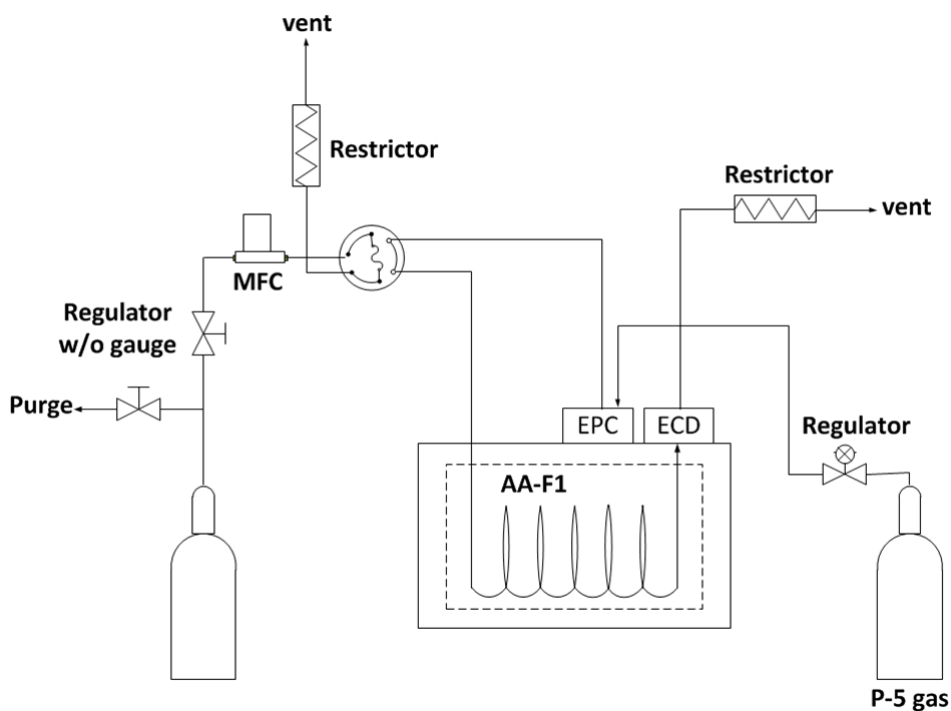 vent
Restrictor
Restrictor
vent
MFC
Regulator
w/o gauge
Purge
EPC
ECD
Regulator
AA-F1
P-5 gas